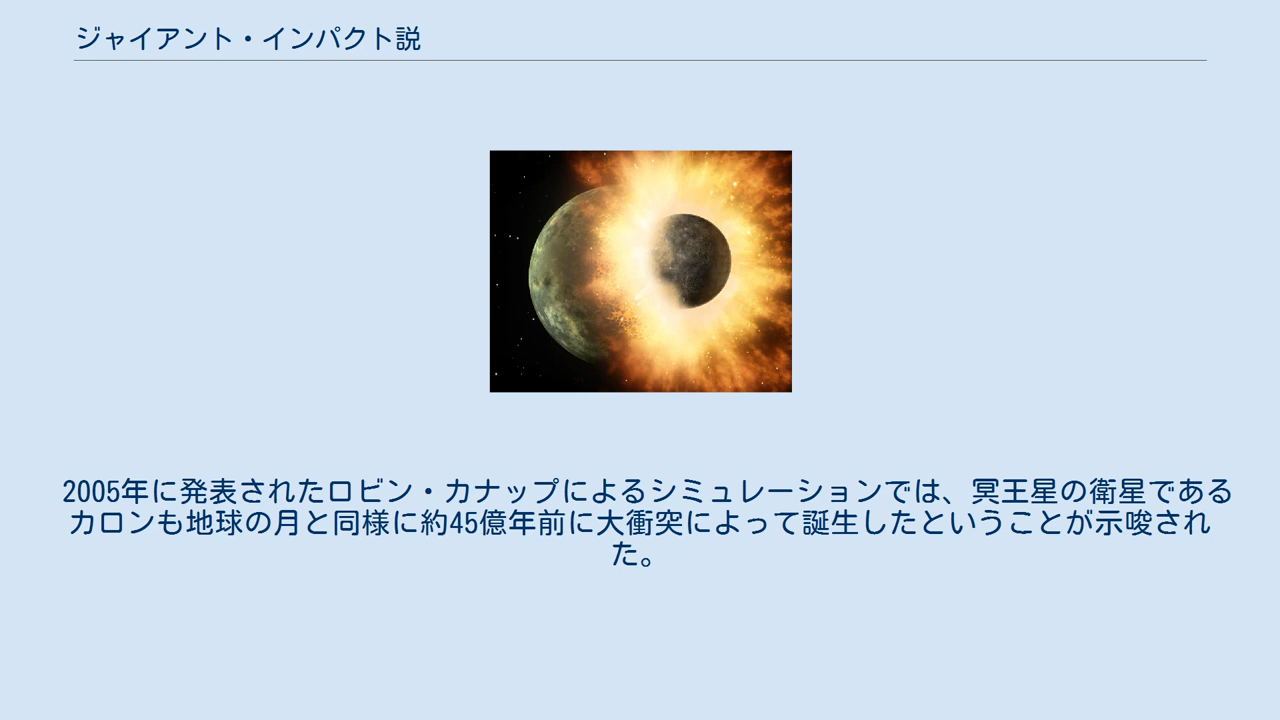 ジャイアント・インパクト説
2005年に発表されたロビン・カナップによるシミュレーションでは、冥王星の衛星である
カロンも地球の月と同様に約45億年前に大衝突によって誕生したということが示唆され
た。